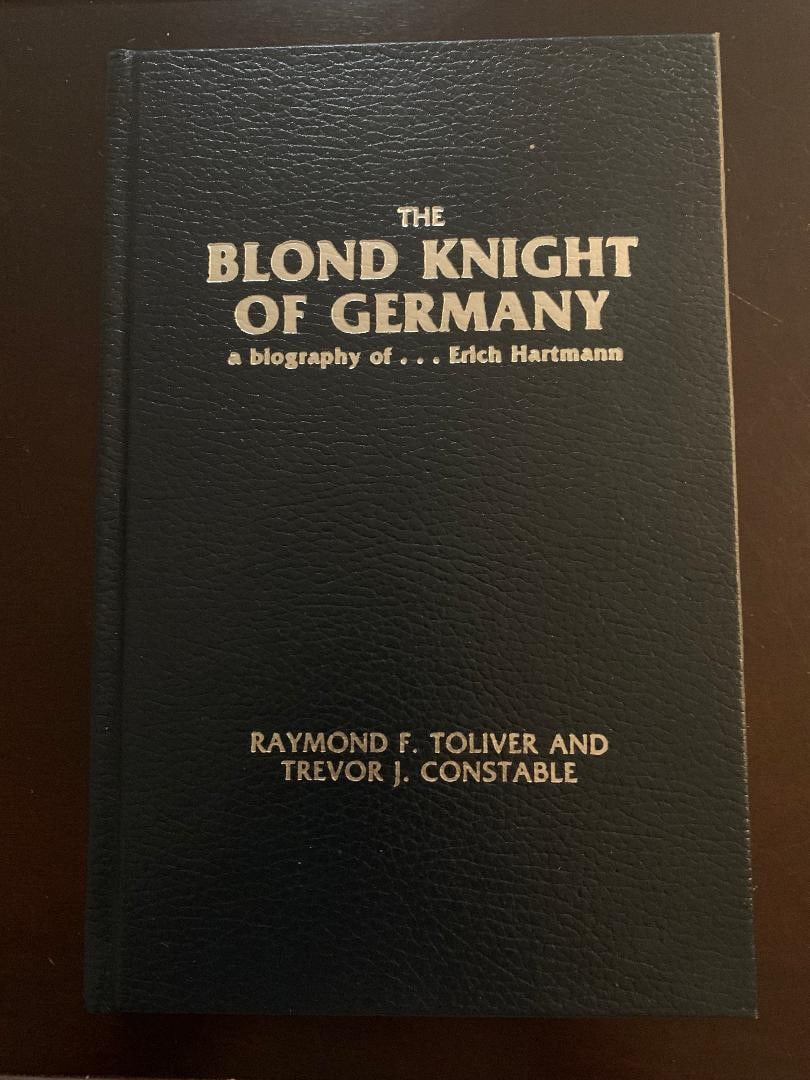 THE
BLOND KNIGHT
OF GERMANY
a biography of . . . Erich Hartmann
RAYMOND F. TOLIVER AND
TREVOR J. CONSTABLE